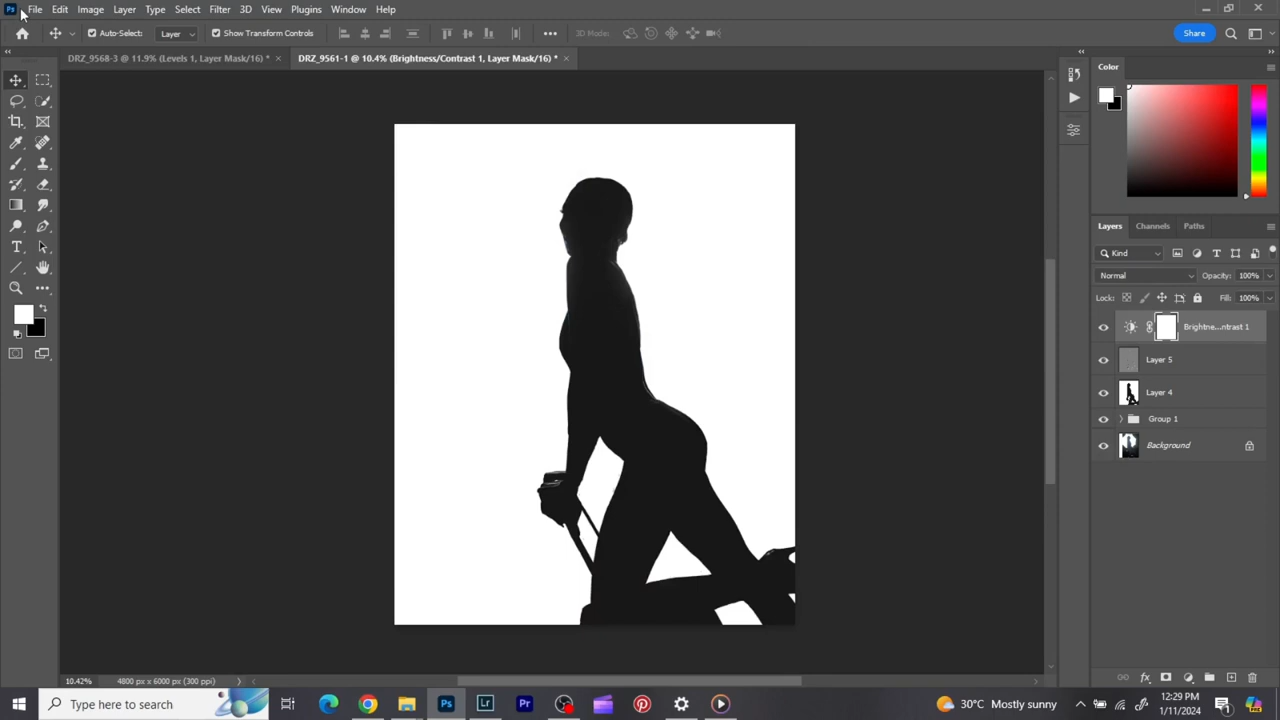 Ps File Edit Image Layer Type Select Filter 3D View Plugins Window Help
Auto-Select: Layer Show Transform Controls 3D Mode: Share
DRZ_9568-3 @ 11.9% (Levels 1, Layer Mask/16) * × DRZ_9561-1 @ 10.4% (Brightness/Contrast 1, Layer Mask/16) * ×
Color
Layers Channels Paths
Kind
Normal Opacity: 100%
Lock: Fill: 100%
Brightne...ntrast 1
Layer 5
Layer 4
Group 1
Background
10.42% 4800 px x 6000 px (300 ppi)
Type here to search
30°C Mostly sunny
12:29 PM
1/11/2024